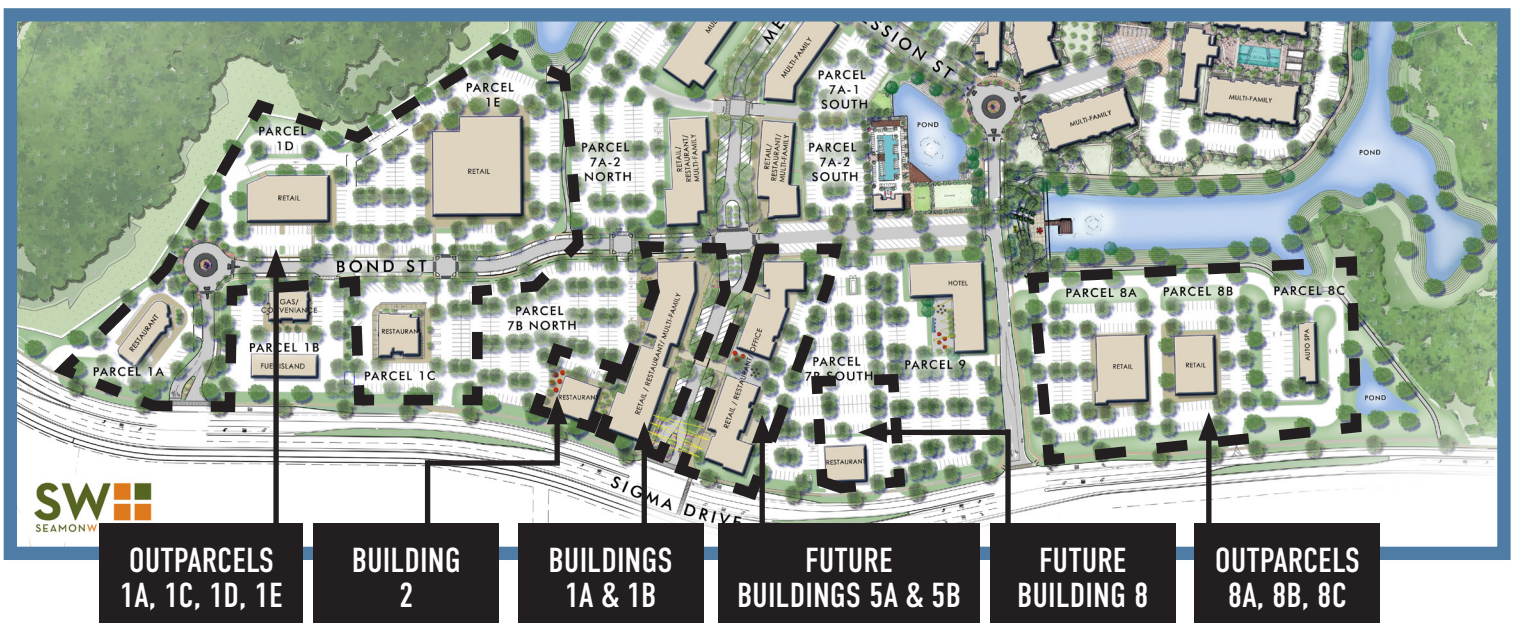 PARCEL
1E
PARCEL
1D
RETAIL
RETAIL
BOND ST
RESTAURANT
PARCEL 1A
GAS/
CONVENIANCE
PARCEL 1B
FUEL ISLAND
RESTAURANT
PARCEL 1C
PARCEL
7A-2
NORTH
RETAIL/
RESTAURANT/
MULTI-FAMILY
RETAIL/
RESTAURANT/
MULTI-FAMILY
MULTI-FAMILY
SSION ST
PARCEL
7A-1
SOUTH
PARCEL
7A-2
SOUTH
POND
MULTI-FAMILY
MULTI-FAMILY
POND
PARCEL
7B NORTH
RESTAURANT
RETAIL / RESTAURANT/ MULTI-FAMILY
RETAIL / RESTAURANT/OFFICE
PARCEL
7B SOUTH
RESTAURANT
HOTEL
PARCEL 9
PARCEL 8A
PARCEL 8B
PARCEL 8C
RETAIL
RETAIL
AUTO SPA
POND
SIGMA DRIVE
SW
SEAMONW
OUTPARCELS
1A, 1C, 1D, 1E
BUILDING
2
BUILDINGS
1A & 1B
FUTURE
BUILDINGS 5A & 5B
FUTURE
BUILDING 8
OUTPARCELS
8A, 8B, 8C